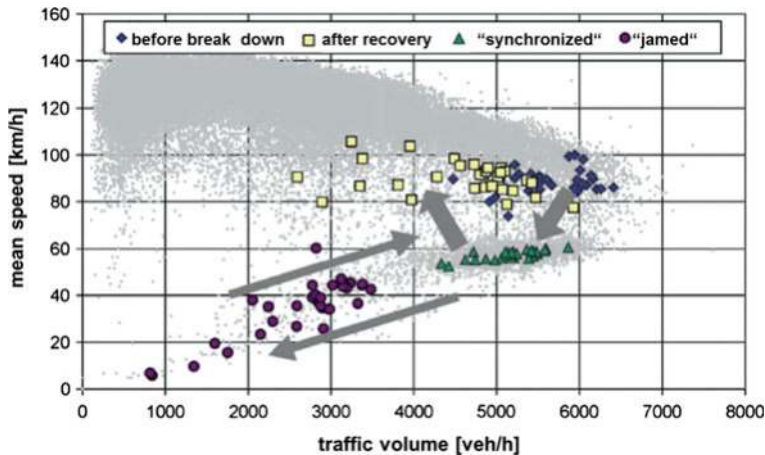 before break down after recovery "synchronized“ "jamed“
160
140
120
100
80
60
40
20
0
mean speed [km/h]
0 1000 2000 3000 4000 5000 6000 7000 8000
traffic volume [veh/h]